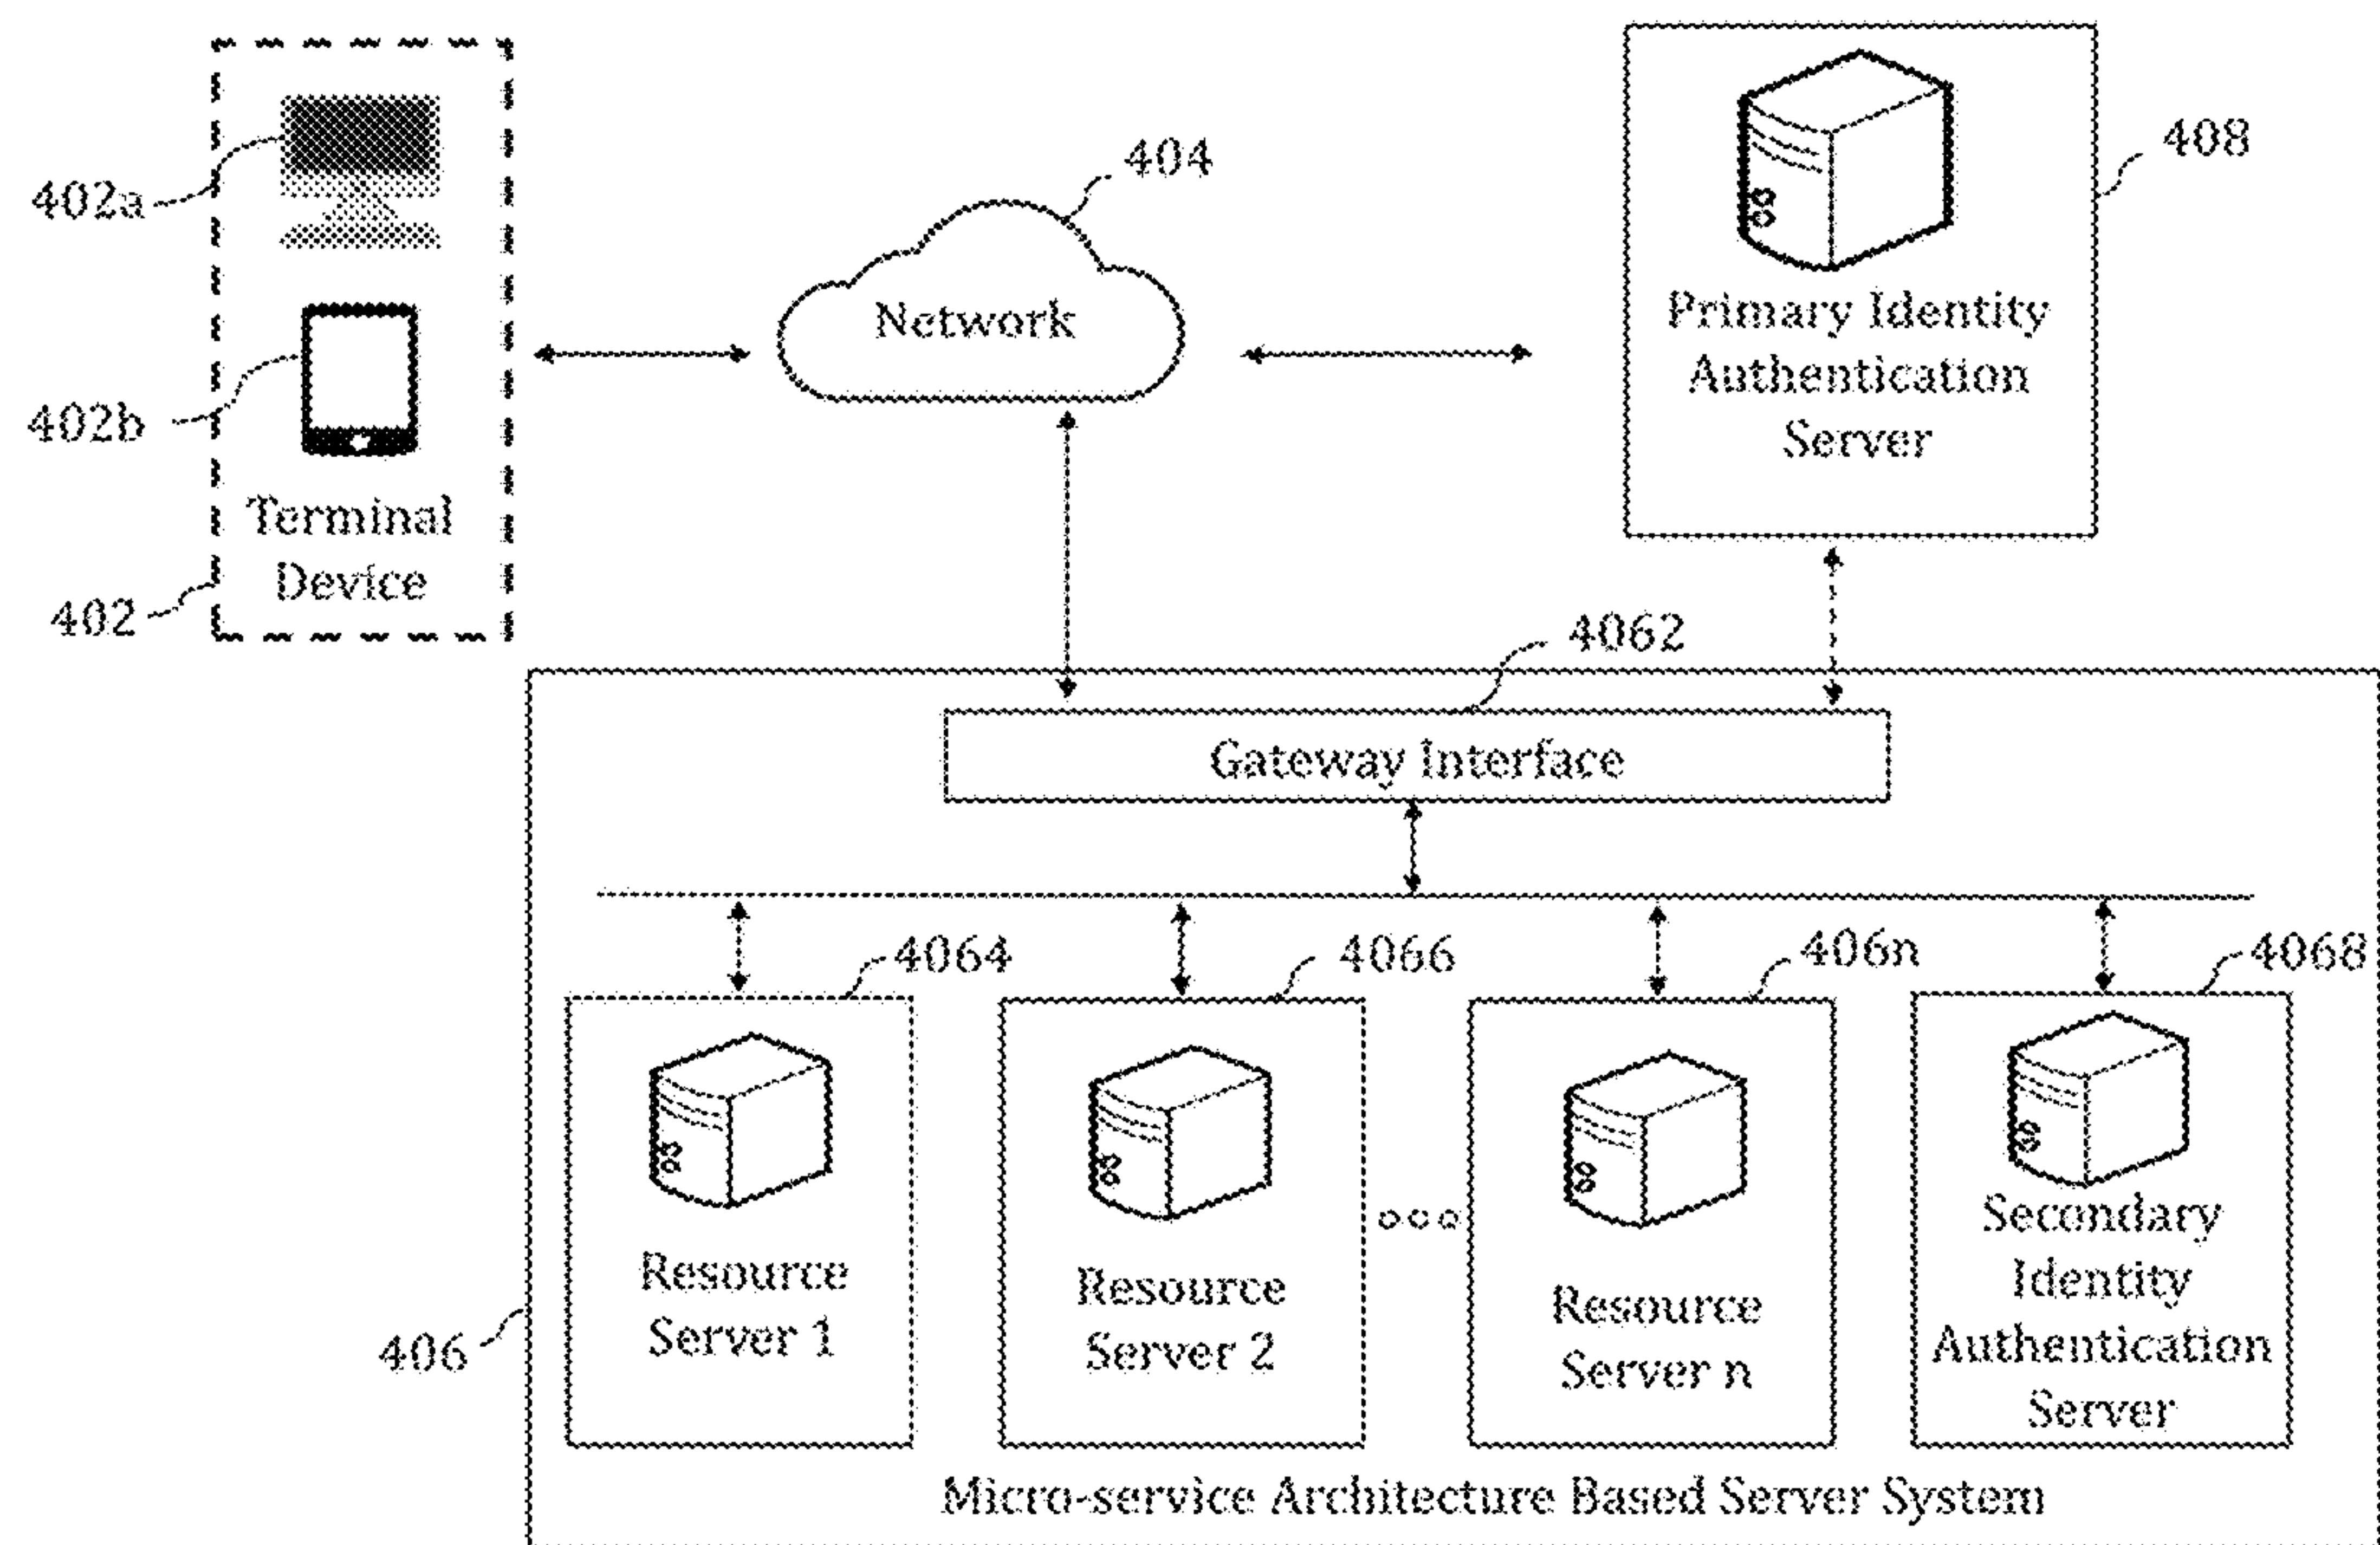 402a
402b
Terminal
Device
402
404
Network
408
Primary Identity
Authentication
Server
4062
Gateway Interface
4064
4066
406n
4068
Resource
Server 1
Resource
Server 2
ooo
Resource
Server n
Secondary
Identity
Authentication
Server
406
Micro-service Architecture Based Server System